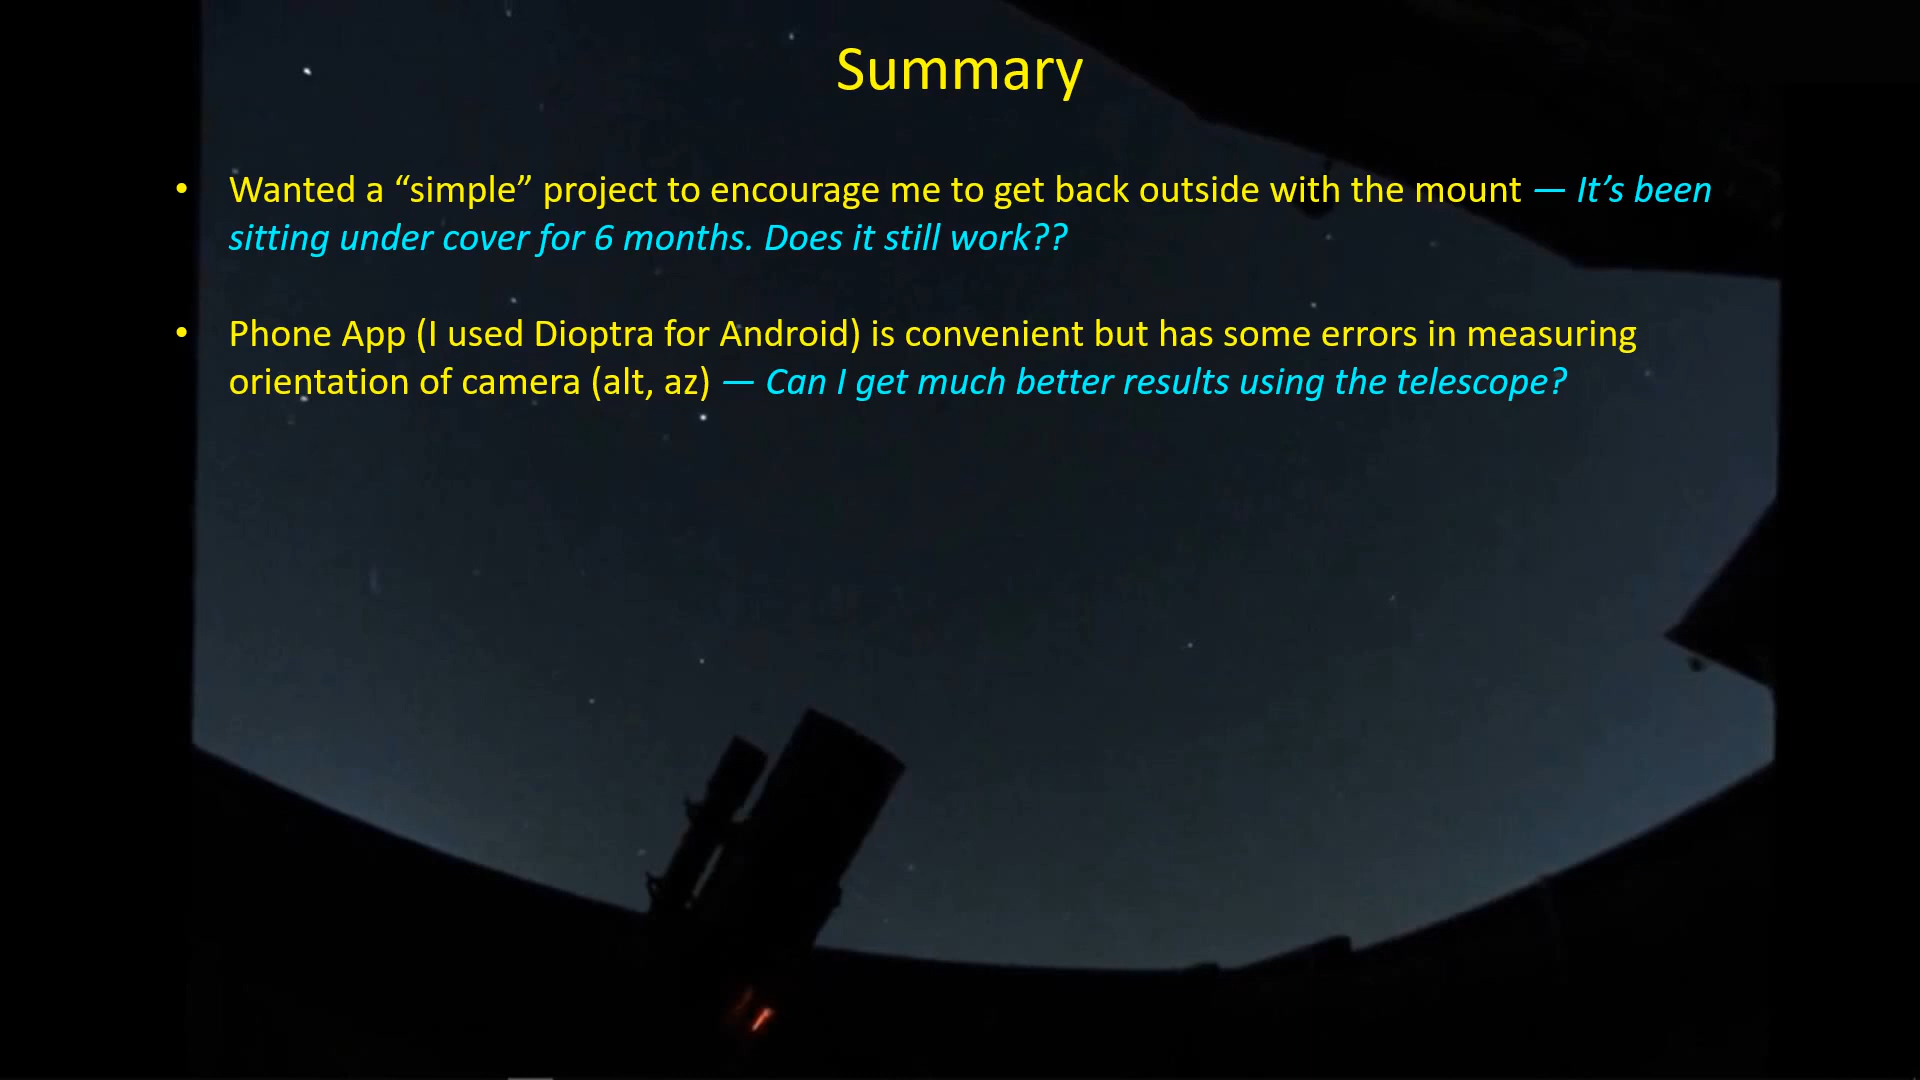 Summary
• Wanted a “simple” project to encourage me to get back outside with the mount — It’s been
sitting under cover for 6 months. Does it still work??
• Phone App (I used Dioptra for Android) is convenient but has some errors in measuring
orientation of camera (alt, az) — Can I get much better results using the telescope?